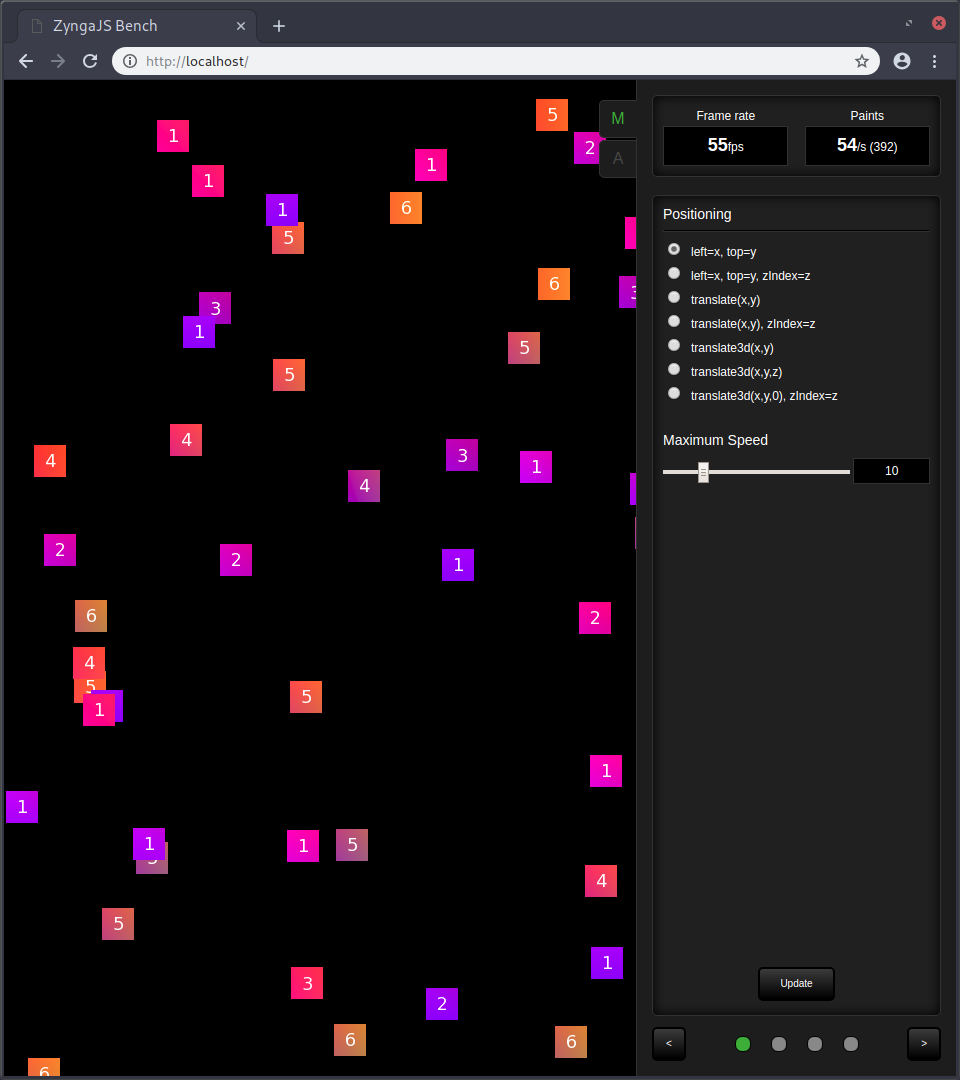 ZyngaJS Bench
http://localhost/
M
A
Frame rate
Paints
55fps
54/s (392)
Positioning
left=x, top=y
left=x, top=y, zIndex=z
translate(x,y)
translate(x,y), zIndex=z
translate3d(x,y)
translate3d(x,y,z)
translate3d(x,y,0), zIndex=z
Maximum Speed
10
Update
<
>
5
1
2
1
1
6
1
5
6
3
3
1
5
5
4
3
4
1
4
2
2
1
6
2
4
5
1
5
1
1
1
1
5
4
5
1
3
2
6
6
6